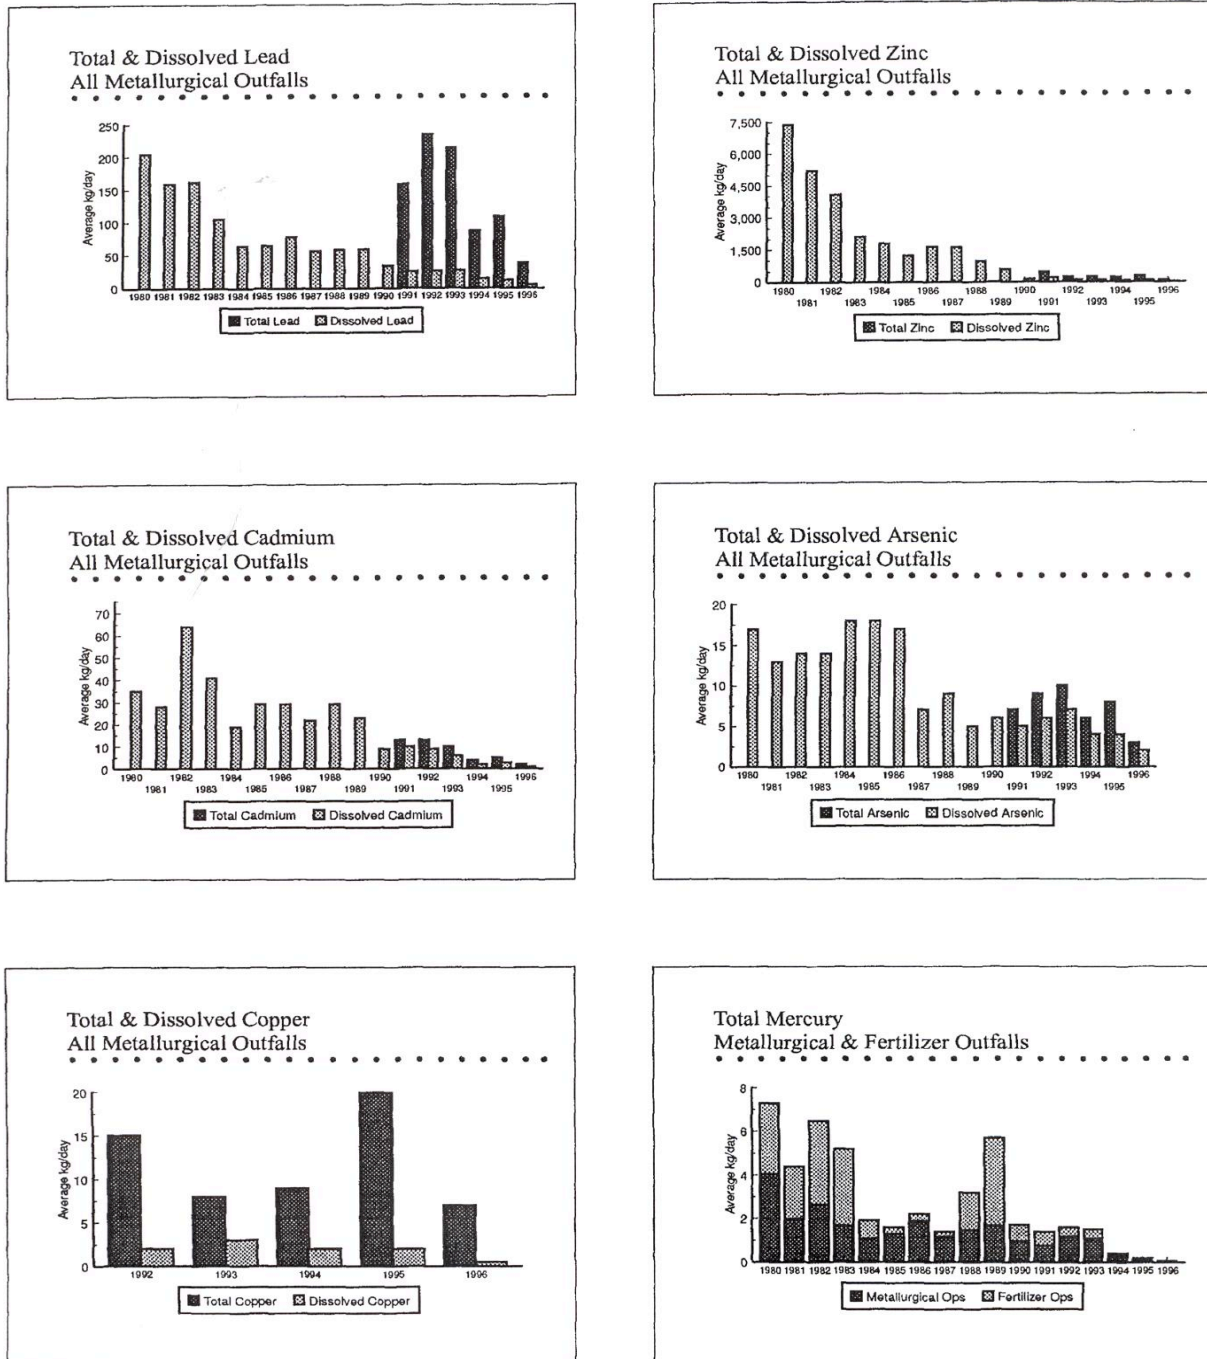 Total & Dissolved Lead
All Metallurgical Outfalls
250
200
150
100
50
0
Average kg/day
1980 1981 1982 1983 1984 1985 1986 1987 1988 1989 1990 1991 1992 1993 1994 1995 1996
Total Lead Dissolved Lead
Total & Dissolved Zinc
All Metallurgical Outfalls
7,500
6,000
4,500
3,000
1,500
Average kg/day
1980 1982 1984 1986 1988 1990 1992 1994 1996
1981 1983 1985 1987 1989 1991 1993 1995
Total Zinc Dissolved Zinc
Total & Dissolved Cadmium
All Metallurgical Outfalls
70
60
50
40
30
20
10
0
Average kg/day
1980 1982 1984 1986 1988 1990 1992 1994 1996
1981 1983 1985 1987 1989 1991 1993 1995
Total Cadmium Dissolved Cadmium
Total & Dissolved Arsenic
All Metallurgical Outfalls
20
15
10
5
0
Average kg/day
1980 1982 1984 1986 1988 1990 1992 1994 1996
1981 1983 1985 1987 1989 1991 1993 1995
Total Arsenic Dissolved Arsenic
Total & Dissolved Copper
All Metallurgical Outfalls
20
15
10
5
0
Average kg/day
1992 1993 1994 1995 1996
Total Copper Dissolved Copper
Total Mercury
Metallurgical & Fertilizer Outfalls
8
6
4
2
0
Average kg/day
1980 1981 1982 1983 1984 1985 1986 1987 1988 1989 1990 1991 1992 1993 1994 1995 1996
Metallurgical Ops Fertilizer Ops